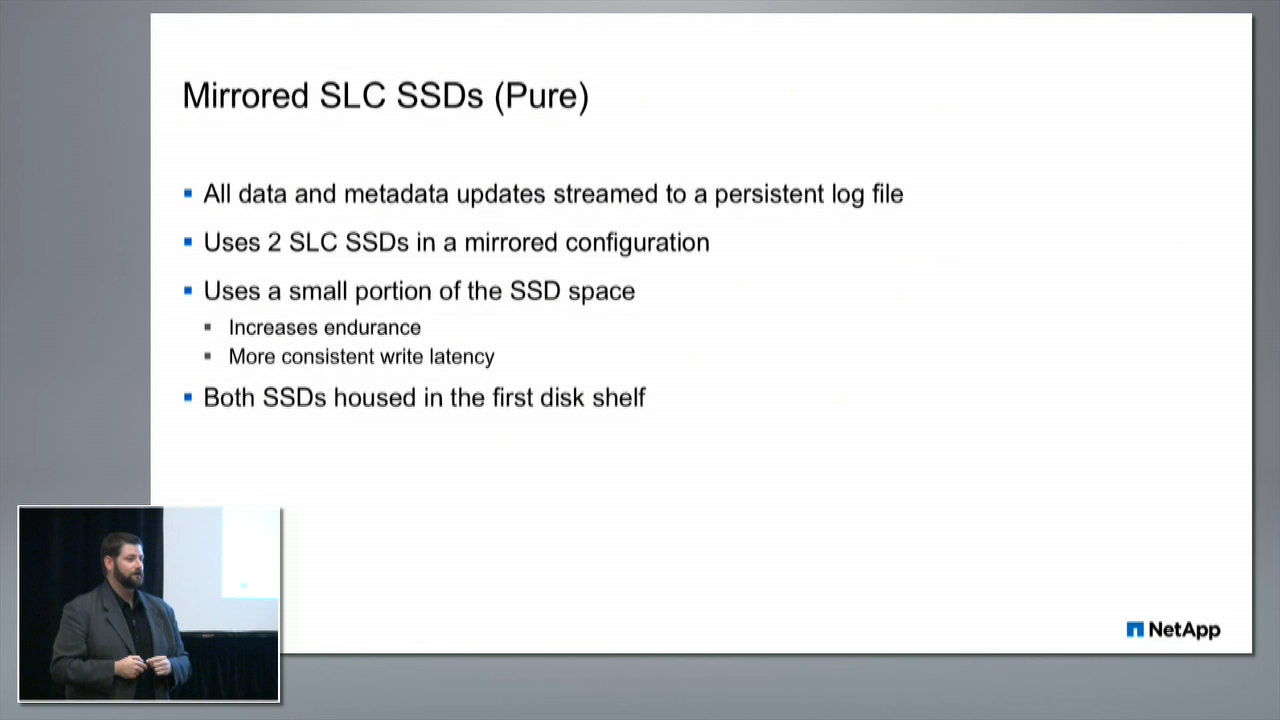 Mirrored SLC SSDs (Pure)
All data and metadata updates streamed to a persistent log file
Uses 2 SLC SSDs in a mirrored configuration
Uses a small portion of the SSD space
Increases endurance
More consistent write latency
Both SSDs housed in the first disk shelf
NetApp